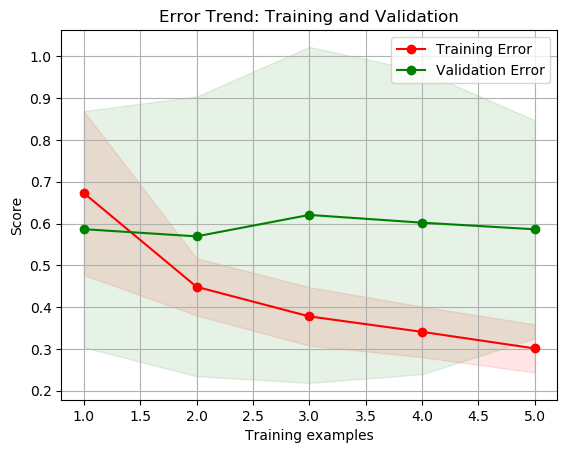 Error Trend: Training and Validation
Training Error
Validation Error
Score
1.0
0.9
0.8
0.7
0.6
0.5
0.4
0.3
0.2
1.0 1.5 2.0 2.5 3.0 3.5 4.0 4.5 5.0
Training examples